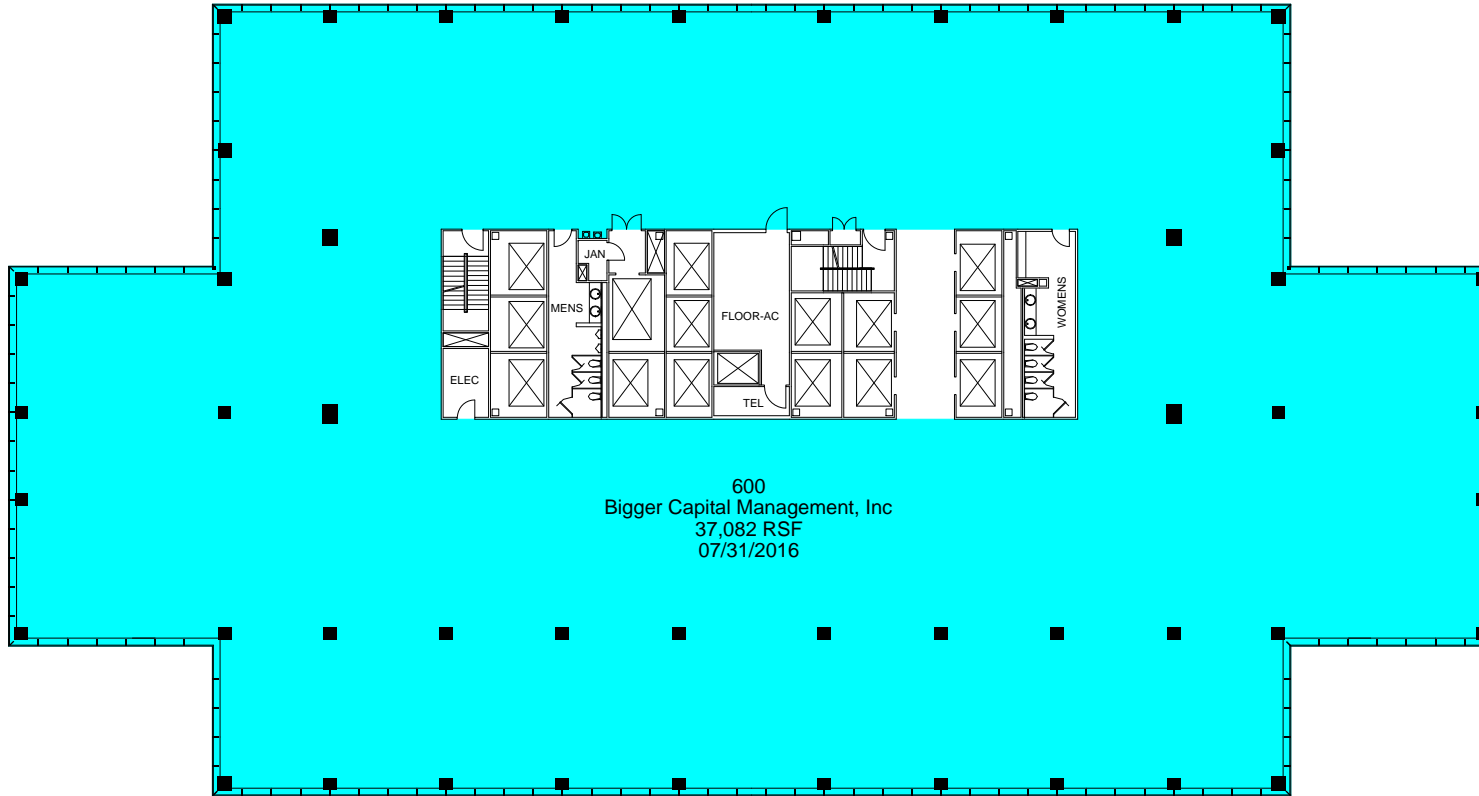 JAN
MENS
WOMENS
FLOOR-AC
ELEC
TEL
600
Bigger Capital Management, Inc
37,082 RSF
07/31/2016